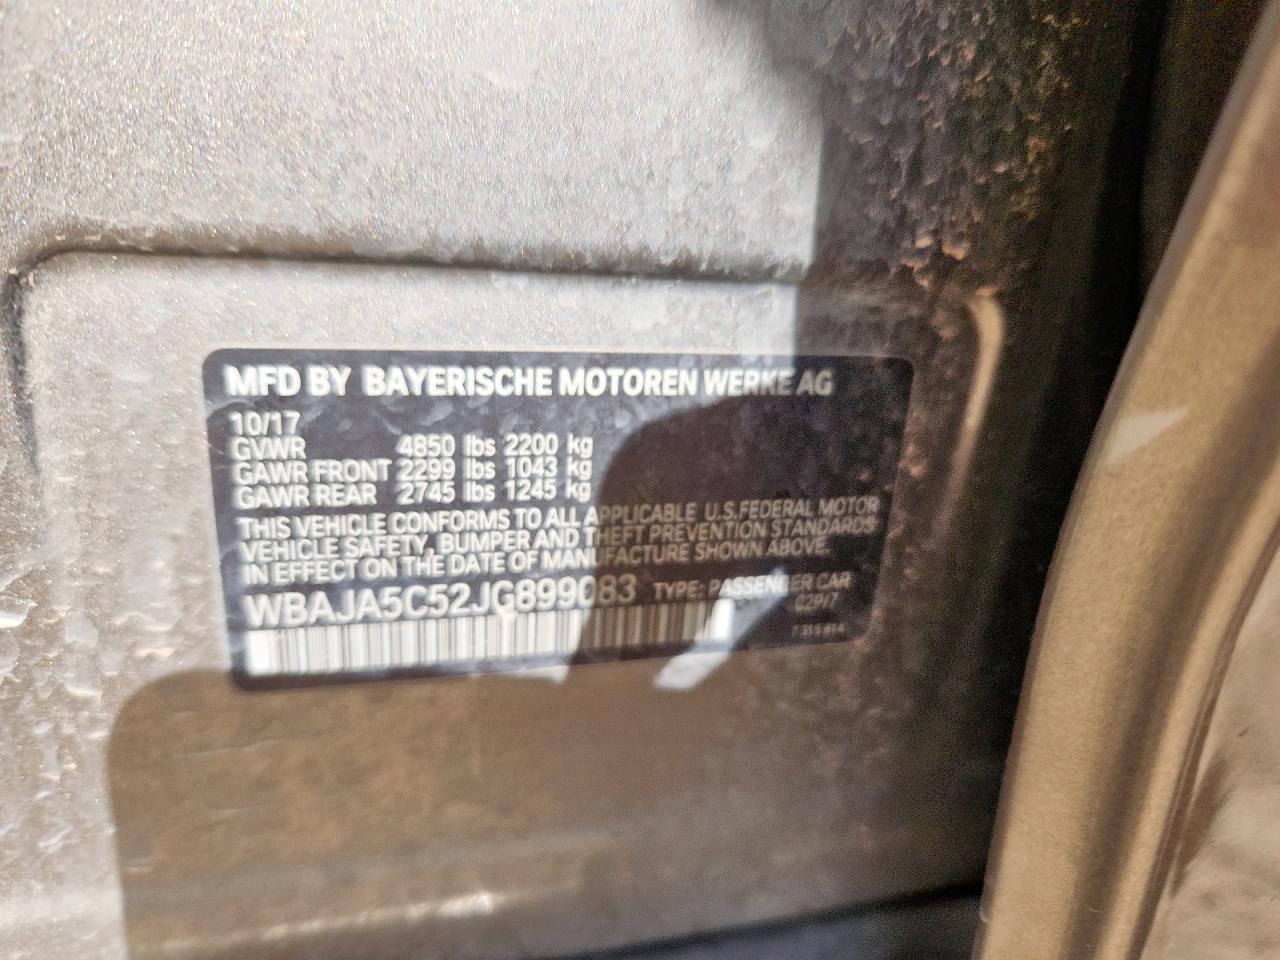 MFD BY BAYERISCHE MOTOREN WERKE AG
10/17
GVWR 4850 lbs 2200 kg
GAWR FRONT 2299 lbs 1043 kg
GAWR REAR 2745 lbs 1245 kg
THIS VEHICLE CONFORMS TO ALL APPLICABLE U.S.FEDERAL MOTOR
VEHICLE SAFETY, BUMPER AND THEFT PREVENTION STANDARDS
IN EFFECT ON THE DATE OF MANUFACTURE SHOWN ABOVE.
WBAJA5C52JG899083 TYPE: PASSENGER CAR